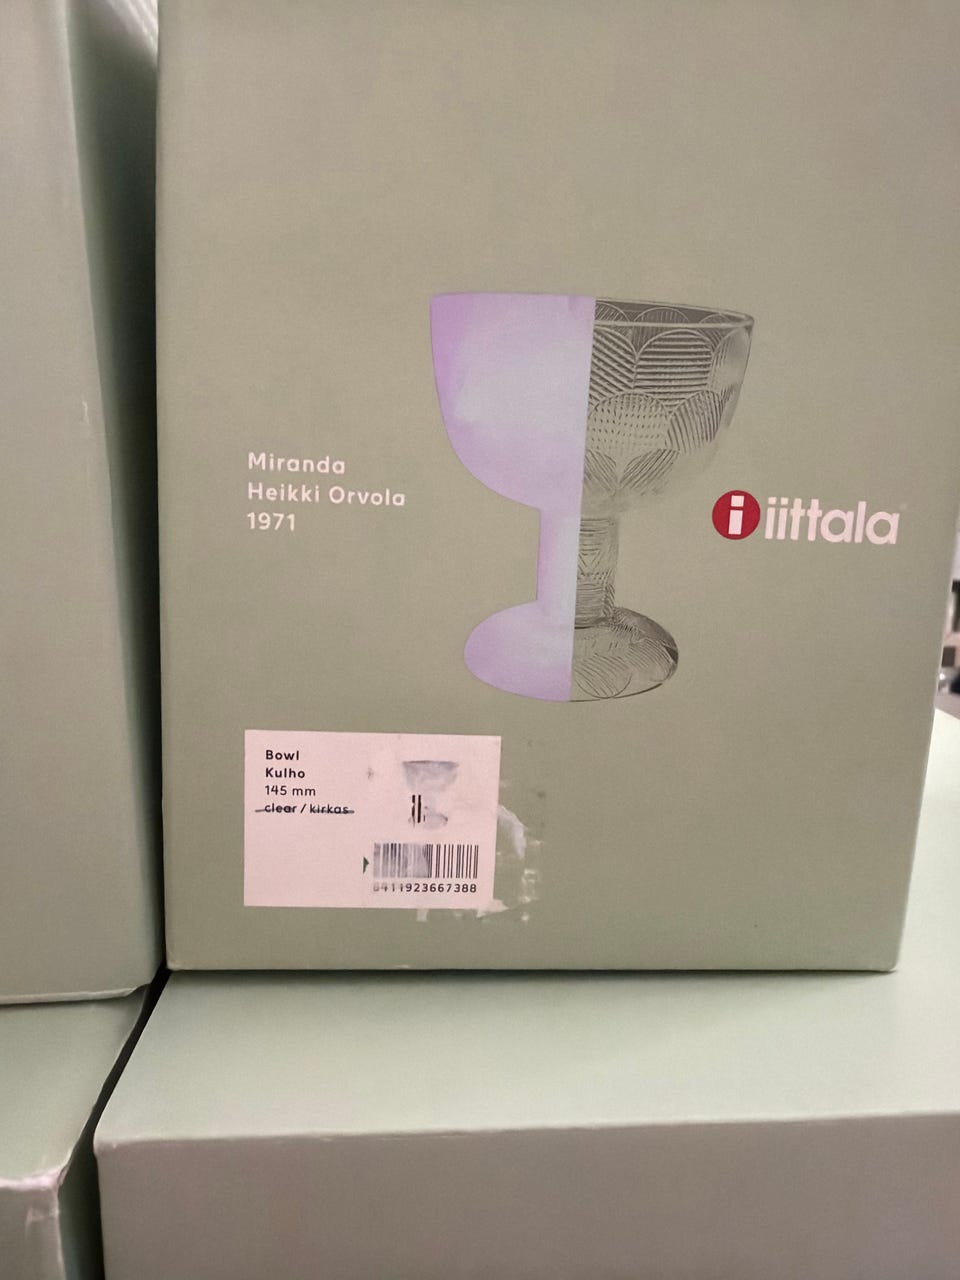 Miranda
Heikki Orvola
1971
iittala
Bowl
Kulho
145 mm
clear / kirkas
6411923667388